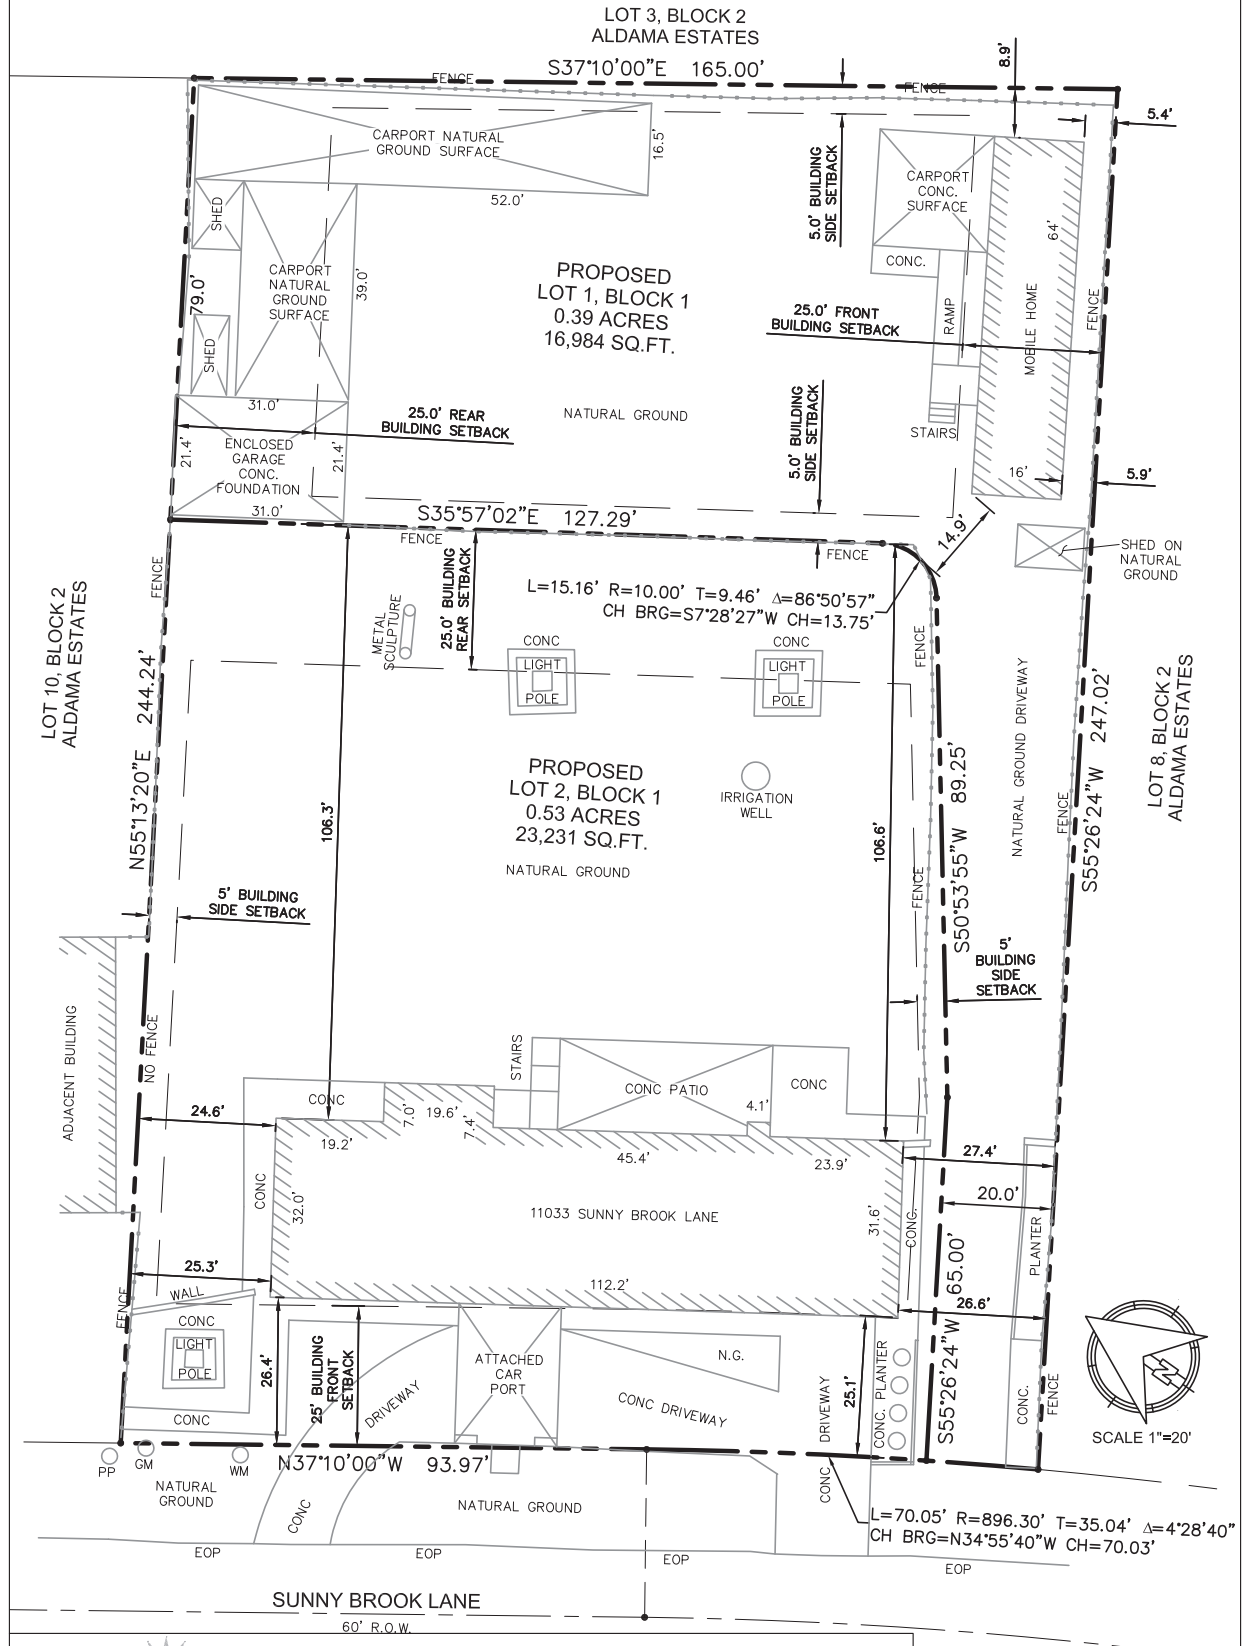 LOT 3, BLOCK 2
ALDAMA ESTATES
S37°10'00"E 165.00'
FENCE
FENCE
8.9'
5.4'
CARPORT NATURAL
GROUND SURFACE
16.5'
52.0'
5.0' BUILDING
SIDE SETBACK
CARPORT
CONC.
SURFACE
64'
SHED
CARPORT
NATURAL
GROUND
SURFACE
39.0'
79.0'
PROPOSED
LOT 1, BLOCK 1
0.39 ACRES
16,984 SQ.FT.
CONC.
RAMP
25.0' FRONT
BUILDING SETBACK
MOBILE HOME
FENCE
SHED
31.0'
25.0' REAR
BUILDING SETBACK
NATURAL GROUND
5.0' BUILDING
SIDE SETBACK
STAIRS
21.4'
ENCLOSED
GARAGE
CONC.
FOUNDATION
21.4'
31.0'
16'
5.9'
S35°57'02"E 127.29'
FENCE
FENCE
14.9'
SHED ON
NATURAL
GROUND
FENCE
25.0' BUILDING
REAR SETBACK
L=15.16' R=10.00' T=9.46' Δ=86°50'57"
CH BRG=S7°28'27"W CH=13.75'
METAL
SCULPTURE
CONC
LIGHT
POLE
CONC
LIGHT
POLE
FENCE
LOT 10, BLOCK 2
ALDAMA ESTATES
N55°13'20"E 244.24'
NATURAL GROUND DRIVEWAY
S55°26'24"W 247.02'
LOT 8, BLOCK 2
ALDAMA ESTATES
PROPOSED
LOT 2, BLOCK 1
0.53 ACRES
23,231 SQ.FT.
IRRIGATION
WELL
NATURAL GROUND
106.3'
106.6'
S50°53'55"W 89.25'
FENCE
FENCE
5' BUILDING
SIDE SETBACK
5'
BUILDING
SIDE
SETBACK
ADJACENT BUILDING
NO FENCE
STAIRS
CONC
CONC PATIO
CONC
24.6'
7.0'
19.6'
7.4'
4.1'
19.2'
45.4'
23.9'
27.4'
20.0'
CONC
32.0'
11033 SUNNY BROOK LANE
31.6'
CONC.
PLANTER
25.3'
112.2'
26.6'
FENCE
WALL
CONC
LIGHT
POLE
CONC
26.4'
25' BUILDING
FRONT
SETBACK
DRIVEWAY
ATTACHED
CAR
PORT
N.G.
CONC DRIVEWAY
DRIVEWAY
25.1'
CONC. PLANTER
S55°26'24"W 65.00'
CONC.
FENCE
N
SCALE 1"=20'
PP
GM
WM
N37°10'00"W 93.97'
NATURAL
GROUND
CONC
NATURAL GROUND
CONC
L=70.05' R=896.30' T=35.04' Δ=4°28'40"
CH BRG=N34°55'40"W CH=70.03'
EOP
EOP
EOP
EOP
SUNNY BROOK LANE
60' R.O.W.